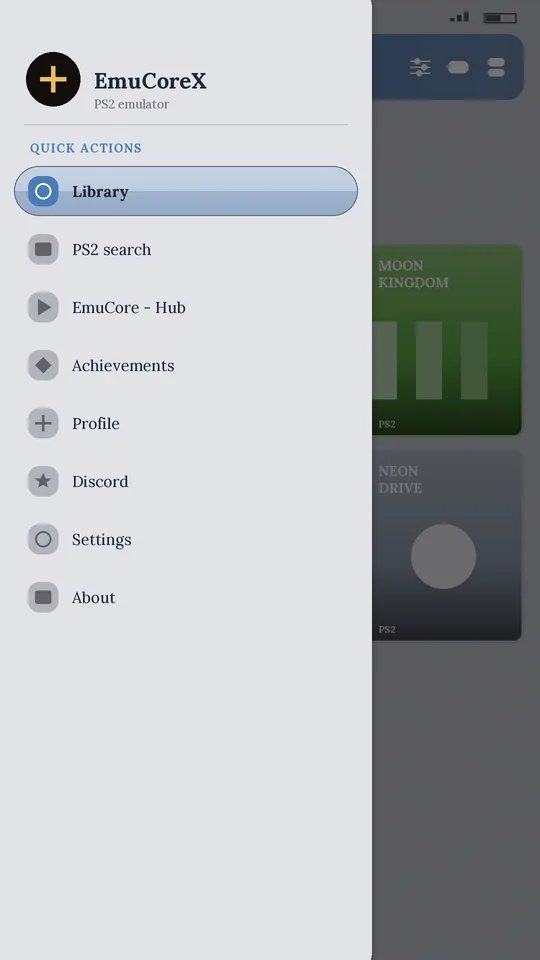 EmuCoreX
PS2 emulator
QUICK ACTIONS
Library
PS2 search
EmuCore - Hub
Achievements
Profile
Discord
Settings
About
MOON
KINGDOM
PS2
NEON
DRIVE
PS2